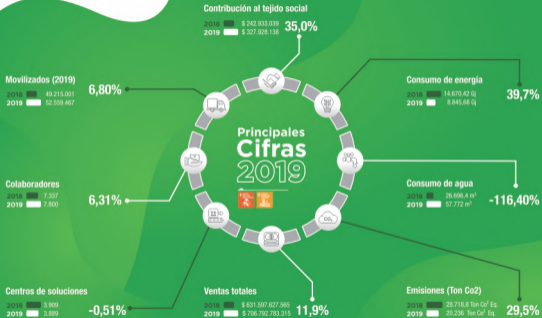 Contribución al tejido social
2018 $ 242.933.039
2019 $ 327.928.138
35,0%
Movilizados (2019)
2018 49.215.001
2019 52.559.467
6,80%
Consumo de energía
2018 14.670,42 Gj
2019 8.845,68 Gj
39,7%
Principales
Cifras
2019
Colaboradores
2018 7.337
2019 7.800
6,31%
Consumo de agua
2018 26.696,4 m³
2019 57.772 m³
-116,40%
CO₂
Centros de soluciones
2018 3.909
2019 3.889
-0,51%
Ventas totales
2018 $ 631.597.827.565
2019 $ 706.792.783.315
11,9%
Emisiones (Ton Co2)
2018 28.718,8 Ton Co² Eq.
2019 20.236 Ton Co² Eq.
29,5%